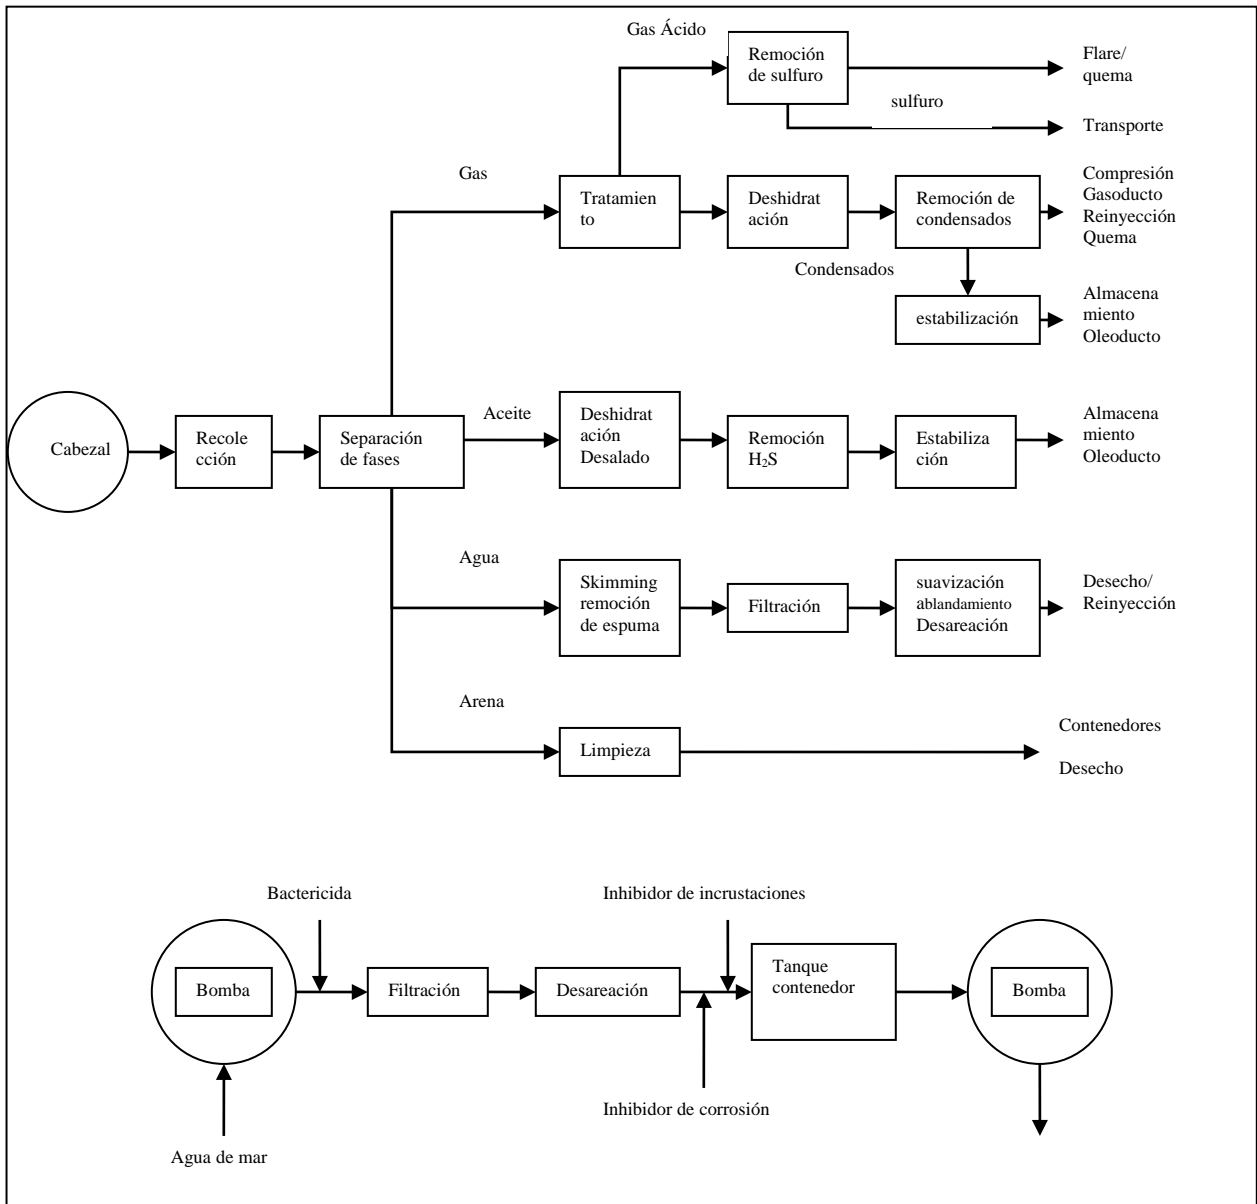 Gas Ácido
Remoción
de sulfuro
Flare/
quema
sulfuro
Transporte
Gas
Tratamien
to
Deshidrat
ación
Remoción de
condensados
Compresión
Gasoducto
Reinyección
Quema
Condensados
estabilización
Almacena
miento
Oleoducto
Cabezal
Recole
cción
Separación
de fases
Aceite
Deshidrat
ación
Desalado
Remoción
H₂S
Estabiliza
ción
Almacena
miento
Oleoducto
Agua
Skimming
remoción
de espuma
Filtración
suavización
ablandamiento
Desareación
Desecho/
Reinyección
Arena
Limpieza
Contenedores
Desecho
Bactericida
Inhibidor de incrustaciones
Bomba
Filtración
Desareación
Tanque
contenedor
Bomba
Inhibidor de corrosión
Agua de mar